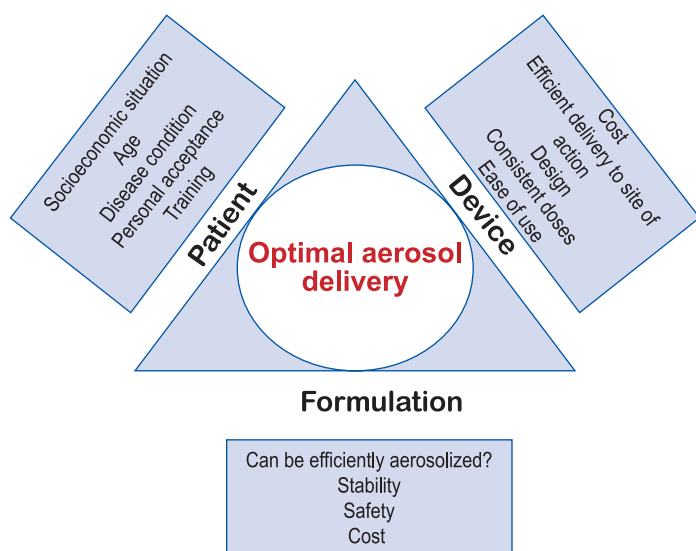 Socioeconomic situation
Age
Disease condition
Personal acceptance
Training
Patient
Cost
Efficient delivery to site of
action
Design
Consistent doses
Ease of use
Device
Optimal aerosol
delivery
Formulation
Can be efficiently aerosolized?
Stability
Safety
Cost